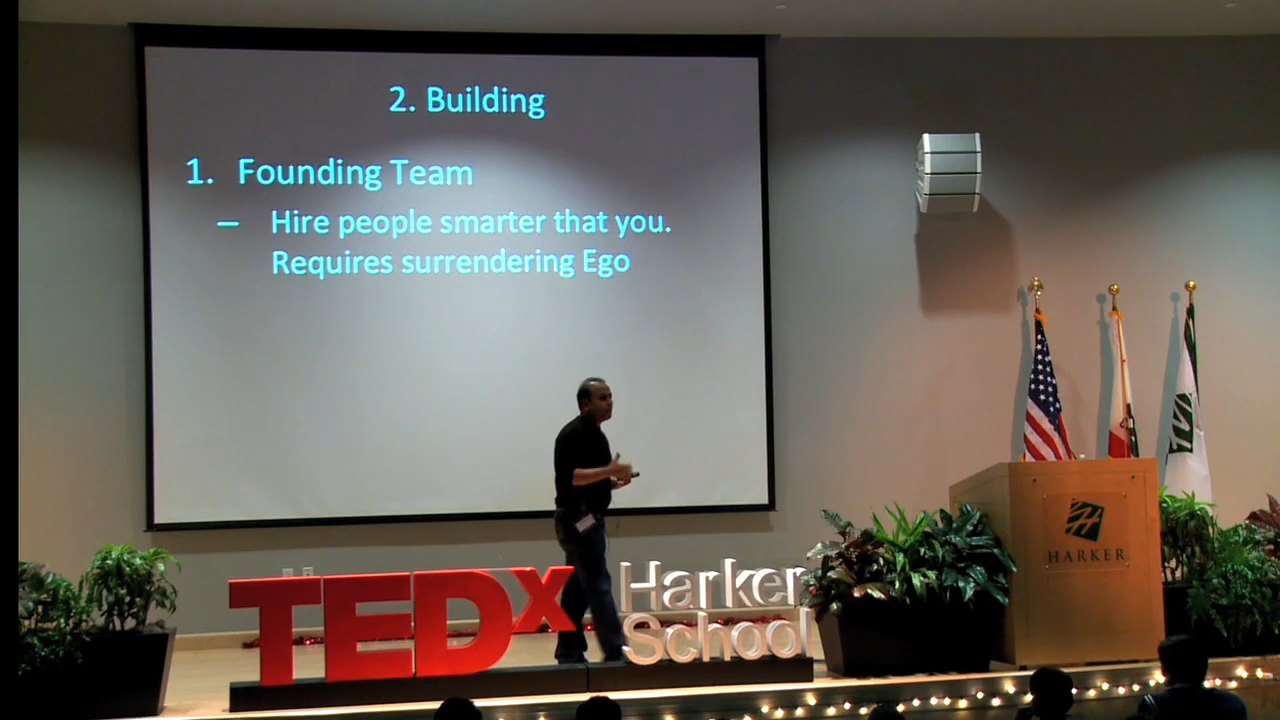 2. Building
1. Founding Team
– Hire people smarter that you.
Requires surrendering Ego
TEDx
Harker
School
HARKER